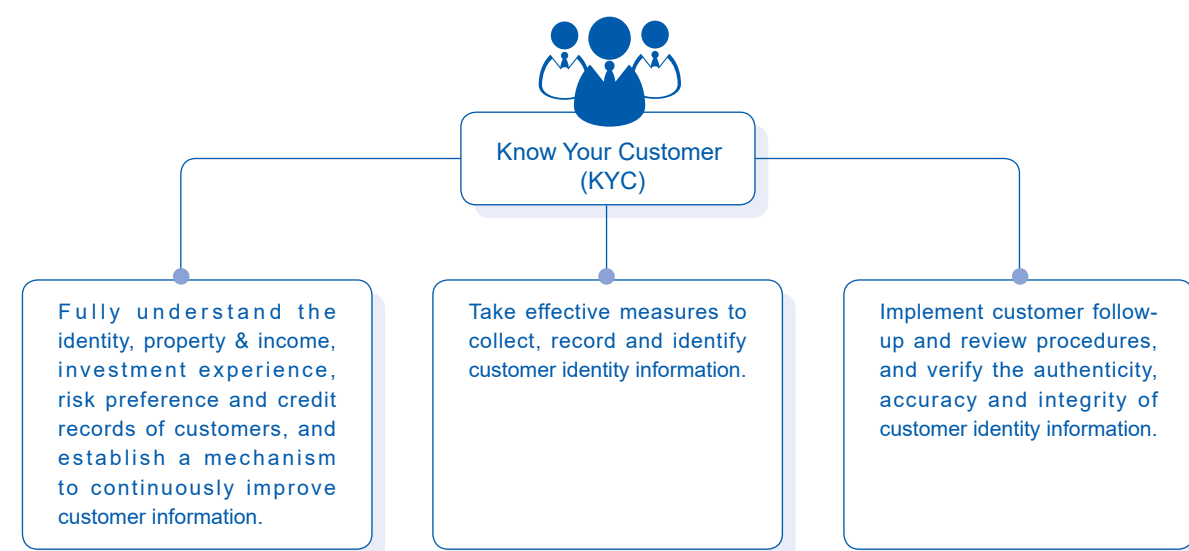 Know Your Customer
(KYC)
Fully understand the
identity, property & income,
investment experience,
risk preference and credit
records of customers, and
establish a mechanism
to continuously improve
customer information.
Take effective measures to
collect, record and identify
customer identity information.
Implement customer follow-
up and review procedures,
and verify the authenticity,
accuracy and integrity of
customer identity information.